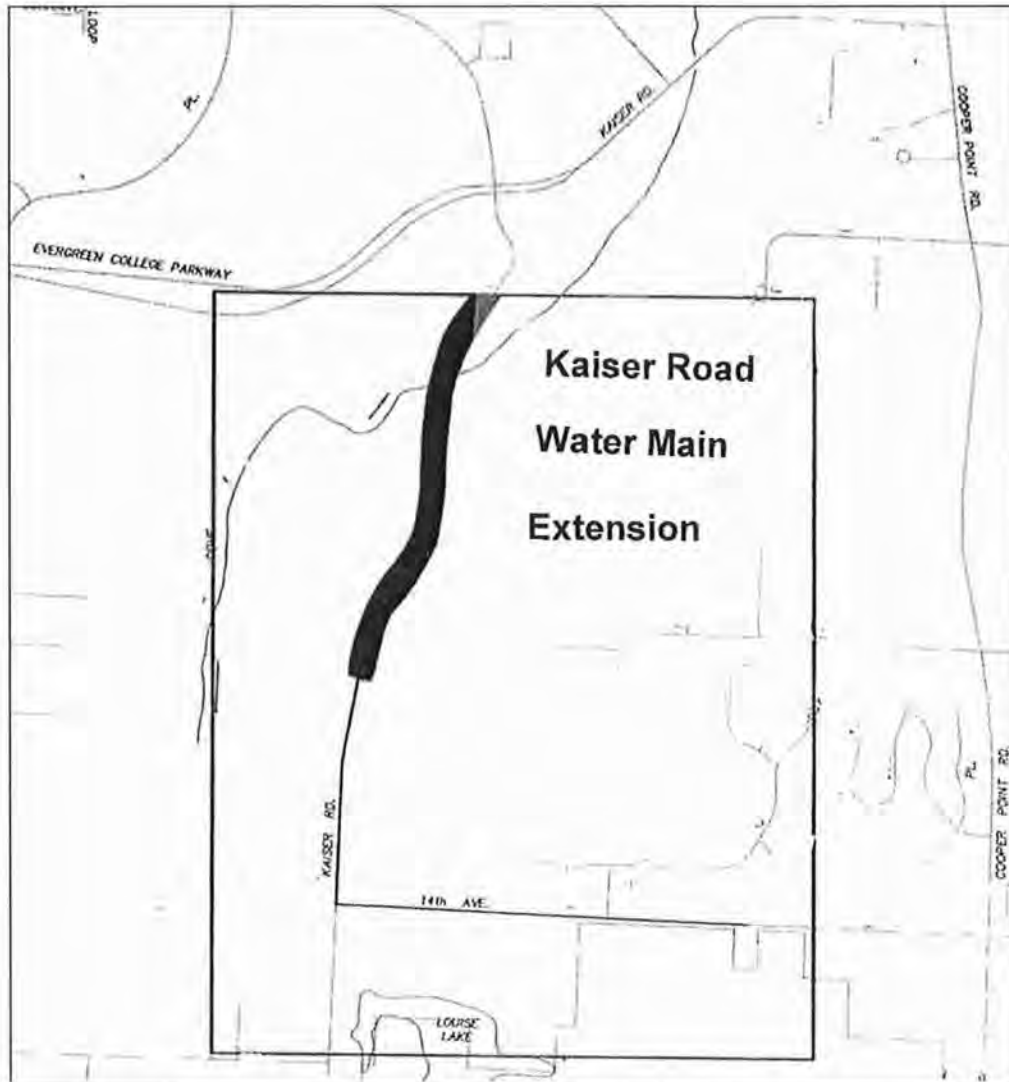 LOOP
PL.
KAISER RD.
COOPER POINT RD.
EVERGREEN COLLEGE PARKWAY
Kaiser Road
Water Main
Extension
KAISER RD.
14th AVE.
PL.
COOPER POINT RD.
LOUISE
LAKE